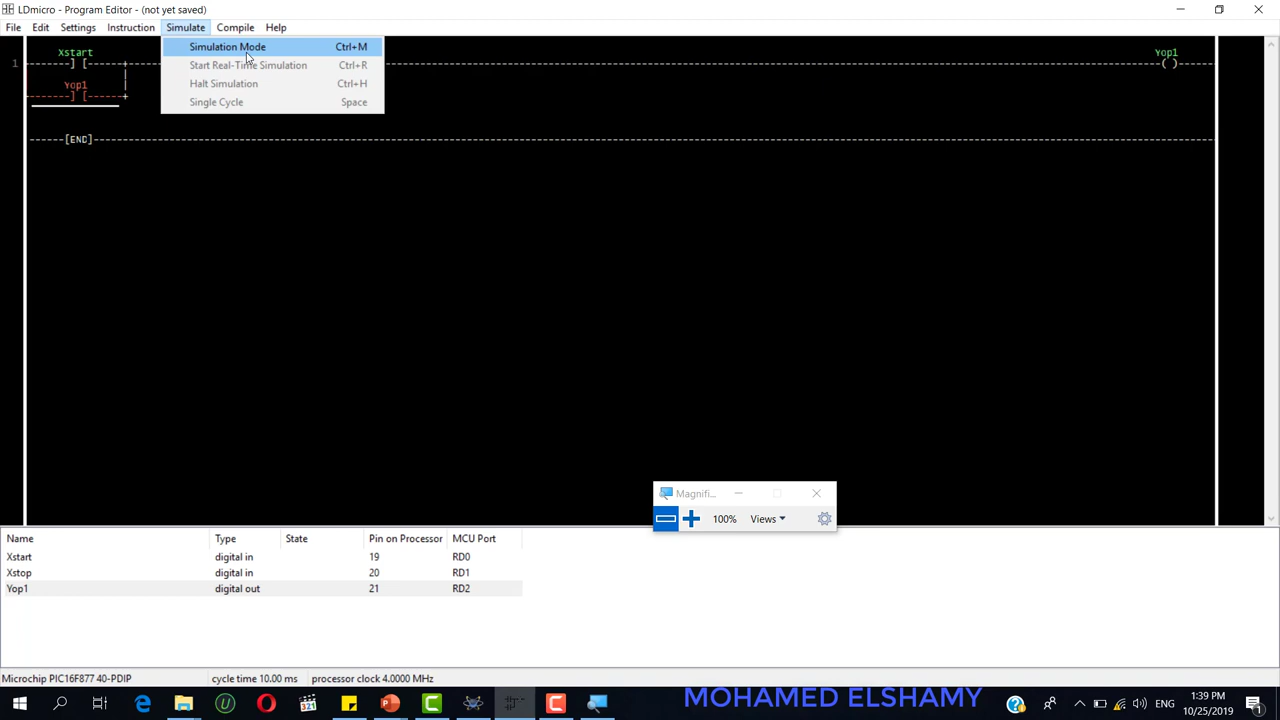 LDmicro - Program Editor - (not yet saved)
File Edit Settings Instruction Simulate Compile Help
Simulation Mode Ctrl+M
Start Real-Time Simulation Ctrl+R
Halt Simulation Ctrl+H
Single Cycle Space
Xstart Yop1
1 ] [ ( )
Yop1
] [
[END]
Magnifi...
100% Views
Name Type State Pin on Processor MCU Port
Xstart digital in 19 RD0
Xstop digital in 20 RD1
Yop1 digital out 21 RD2
Microchip PIC16F877 40-PDIP cycle time 10.00 ms processor clock 4.0000 MHz
MOHAMED ELSHAMY
321
ENG
1:39 PM
10/25/2019
1